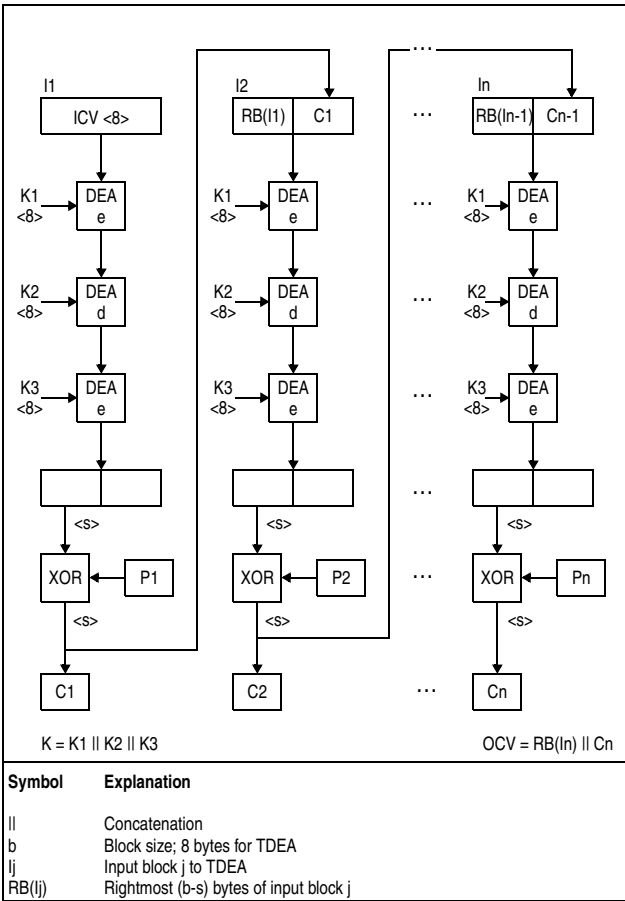 ...
I1 I2 In
ICV <8> RB(I1) C1 ... RB(In-1) Cn-1
K1 <8> DEA e K1 <8> DEA e ... K1 <8> DEA e
K2 <8> DEA d K2 <8> DEA d ... K2 <8> DEA d
K3 <8> DEA e K3 <8> DEA e ... K3 <8> DEA e
...
<s> <s> <s>
XOR P1 XOR P2 ... XOR Pn
<s> <s> <s>
C1 C2 ... Cn
K = K1 || K2 || K3 OCV = RB(In) || Cn
Symbol Explanation
|| Concatenation
b Block size; 8 bytes for TDEA
Ij Input block j to TDEA
RB(Ij) Rightmost (b-s) bytes of input block j